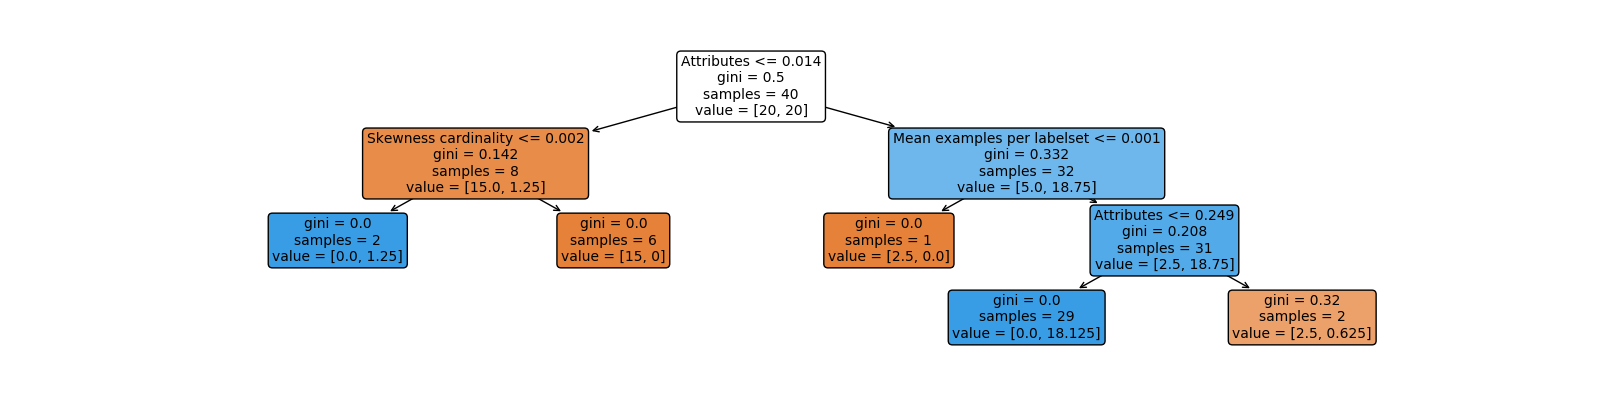 Attributes <= 0.014
gini = 0.5
samples = 40
value = [20, 20]
Skewness cardinality <= 0.002
gini = 0.142
samples = 8
value = [15.0, 1.25]
Mean examples per labelset <= 0.001
gini = 0.332
samples = 32
value = [5.0, 18.75]
gini = 0.0
samples = 2
value = [0.0, 1.25]
gini = 0.0
samples = 6
value = [15, 0]
gini = 0.0
samples = 1
value = [2.5, 0.0]
Attributes <= 0.249
gini = 0.208
samples = 31
value = [2.5, 18.75]
gini = 0.0
samples = 29
value = [0.0, 18.125]
gini = 0.32
samples = 2
value = [2.5, 0.625]